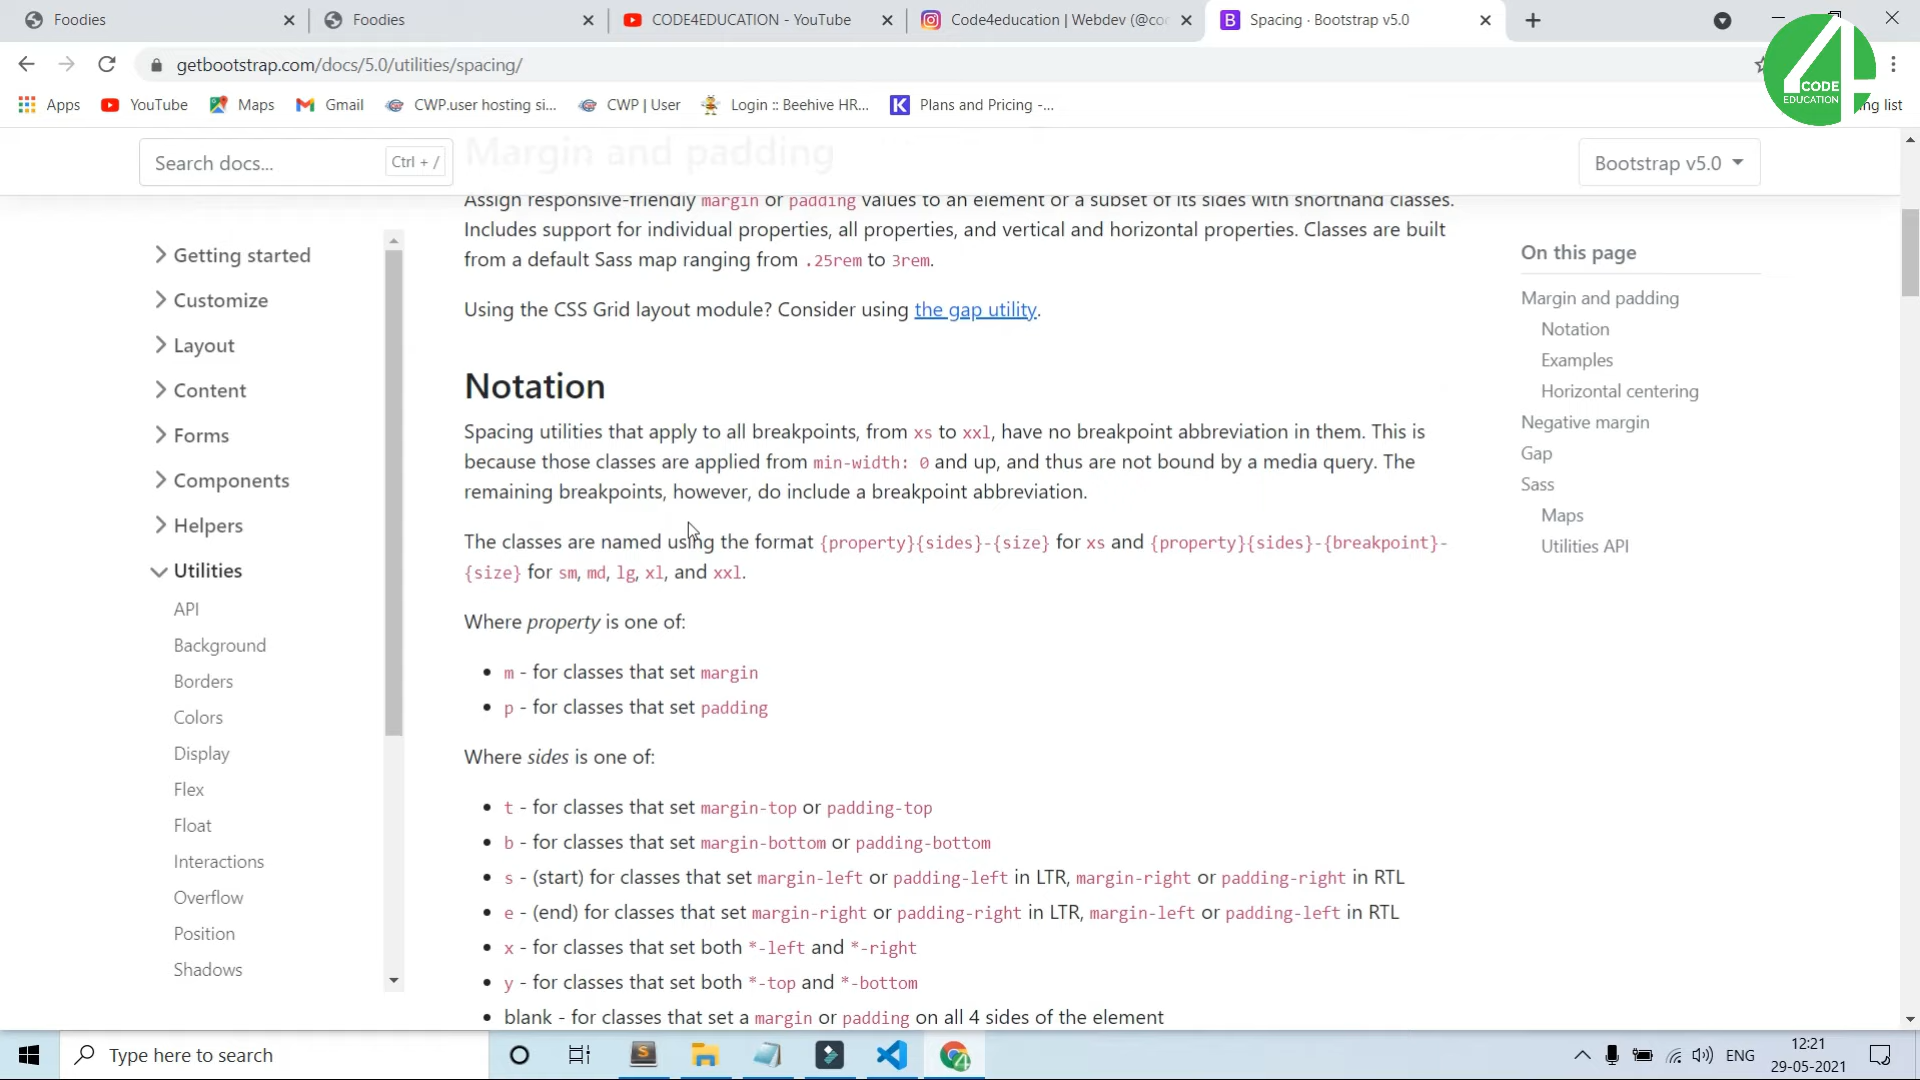 Foodies
Foodies
CODE4EDUCATION - YouTube
Code4education | Webdev (@co
Spacing · Bootstrap v5.0
getbootstrap.com/docs/5.0/utilities/spacing/
Apps
YouTube
Maps
Gmail
CWP.user hosting si...
CWP | User
Login :: Beehive HR...
Plans and Pricing -...
ng list
4
CODE
EDUCATION
Search docs...
Ctrl + /
Margin and padding
Bootstrap v5.0
Getting started
Customize
Layout
Content
Forms
Components
Helpers
Utilities
API
Background
Borders
Colors
Display
Flex
Float
Interactions
Overflow
Position
Shadows
Assign responsive-friendly margin or padding values to an element or a subset of its sides with shorthand classes.
Includes support for individual properties, all properties, and vertical and horizontal properties. Classes are built
from a default Sass map ranging from .25rem to 3rem.
Using the CSS Grid layout module? Consider using the gap utility.
Notation
Spacing utilities that apply to all breakpoints, from xs to xxl, have no breakpoint abbreviation in them. This is
because those classes are applied from min-width: 0 and up, and thus are not bound by a media query. The
remaining breakpoints, however, do include a breakpoint abbreviation.
The classes are named using the format {property}{sides}-{size} for xs and {property}{sides}-{breakpoint}-
{size} for sm, md, lg, xl, and xxl.
Where property is one of:
• m - for classes that set margin
• p - for classes that set padding
Where sides is one of:
• t - for classes that set margin-top or padding-top
• b - for classes that set margin-bottom or padding-bottom
• s - (start) for classes that set margin-left or padding-left in LTR, margin-right or padding-right in RTL
• e - (end) for classes that set margin-right or padding-right in LTR, margin-left or padding-left in RTL
• x - for classes that set both *-left and *-right
• y - for classes that set both *-top and *-bottom
• blank - for classes that set a margin or padding on all 4 sides of the element
On this page
Margin and padding
Notation
Examples
Horizontal centering
Negative margin
Gap
Sass
Maps
Utilities API
Type here to search
ENG
12:21
29-05-2021